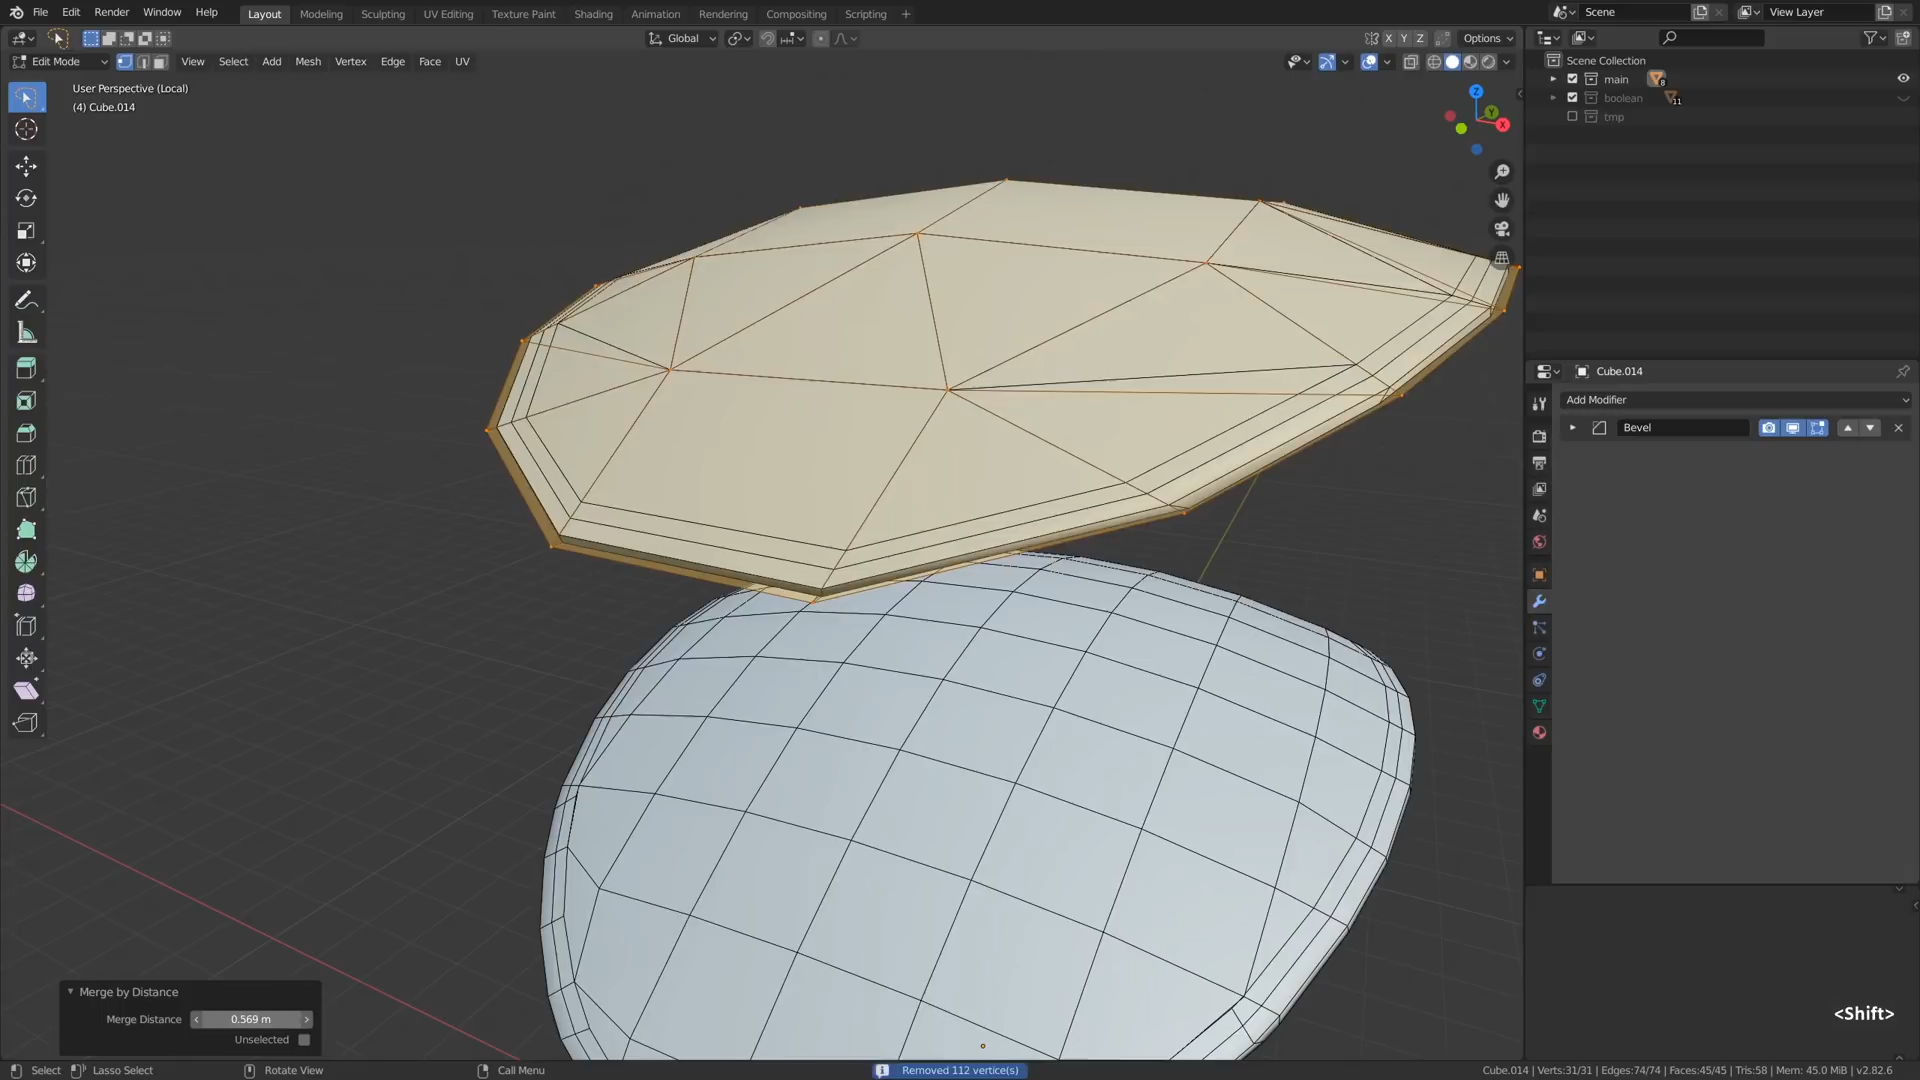 File Edit Render Window Help Layout Modeling Sculpting UV Editing Texture Paint Shading Animation Rendering Compositing Scripting + Scene View Layer
Global X Y Z Options
Edit Mode View Select Add Mesh Vertex Edge Face UV
User Perspective (Local)
(4) Cube.014
Z
Y
X
Scene Collection
main 8
boolean 11
tmp
Cube.014
Add Modifier
Bevel
Merge by Distance
Merge Distance 0.569 m
Unselected
<Shift>
Select Lasso Select Rotate View Call Menu Removed 112 vertice(s) Cube.014 | Verts:31/31 | Edges:74/74 | Faces:45/45 | Tris:58 | Mem: 45.0 MiB | v2.82.6